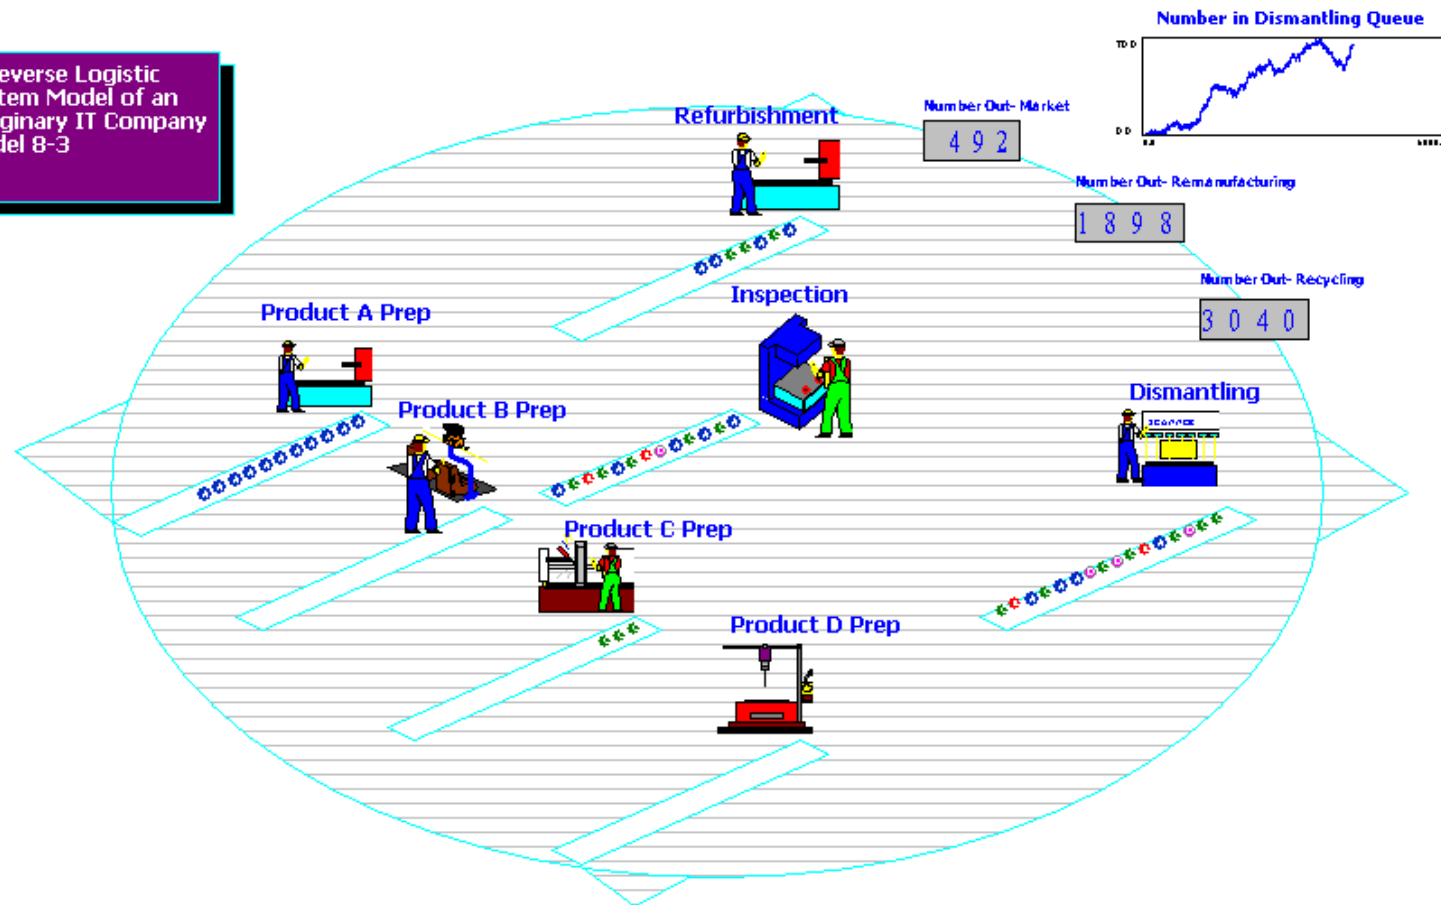 everse Logistic
tem Model of an
ginary IT Company
del 8-3
Number in Dismantling Queue
Refurbishment
Number Out- Market
4 9 2
Number Out- Remanufacturing
1 8 9 8
Inspection
Number Out- Recycling
3 0 4 0
Product A Prep
Dismantling
Product B Prep
Product C Prep
Product D Prep